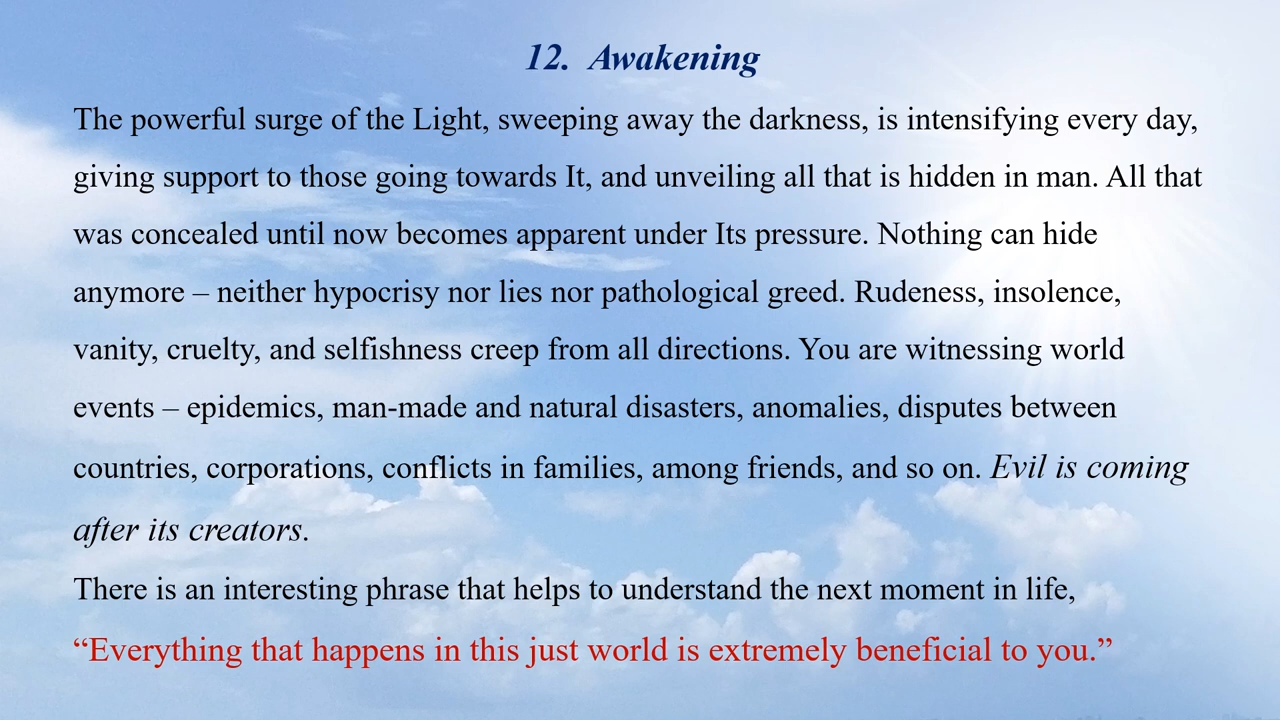 12. Awakening
The powerful surge of the Light, sweeping away the darkness, is intensifying every day,
giving support to those going towards It, and unveiling all that is hidden in man. All that
was concealed until now becomes apparent under Its pressure. Nothing can hide
anymore – neither hypocrisy nor lies nor pathological greed. Rudeness, insolence,
vanity, cruelty, and selfishness creep from all directions. You are witnessing world
events – epidemics, man-made and natural disasters, anomalies, disputes between
countries, corporations, conflicts in families, among friends, and so on. Evil is coming
after its creators.
There is an interesting phrase that helps to understand the next moment in life,
“Everything that happens in this just world is extremely beneficial to you.”